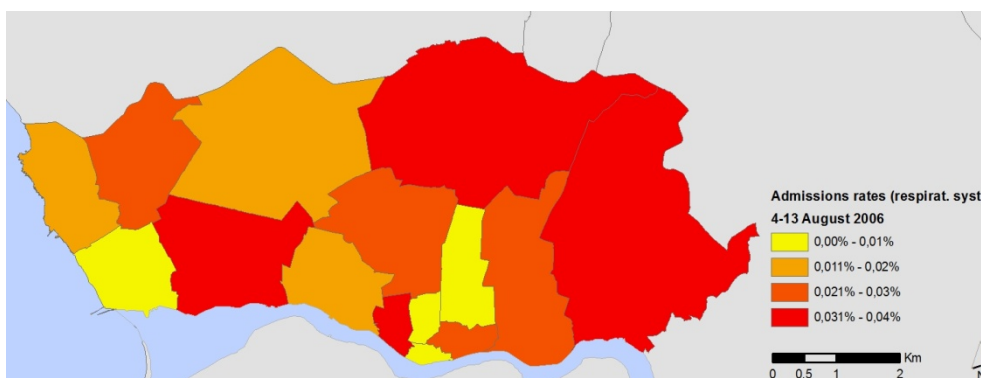 Admissions rates (respirat. syst
4-13 August 2006
0,00% - 0,01%
0,011% - 0,02%
0,021% - 0,03%
0,031% - 0,04%
Km
0 0.5 1 2